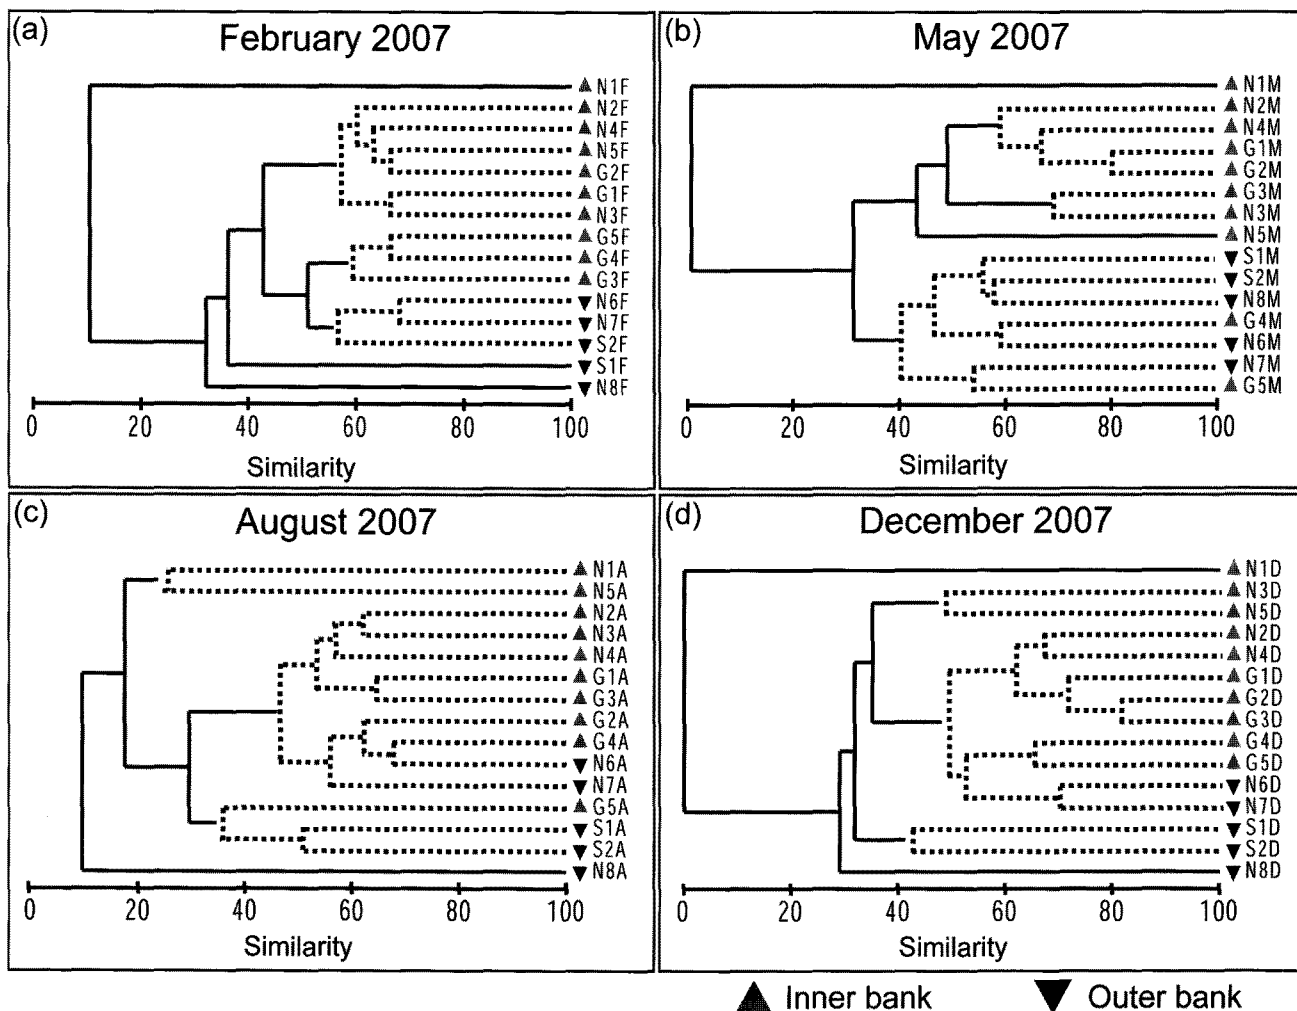 (a) February 2007
N1F
N2F
N4F
N5F
G2F
G1F
N3F
G5F
G4F
G3F
N6F
N7F
S2F
S1F
N8F
0 20 40 60 80 100
Similarity
(b) May 2007
N1M
N2M
N4M
G1M
G2M
G3M
N3M
N5M
S1M
S2M
N8M
G4M
N6M
N7M
G5M
0 20 40 60 80 100
Similarity
(c) August 2007
N1A
N5A
N2A
N3A
N4A
G1A
G3A
G2A
G4A
N6A
N7A
G5A
S1A
S2A
N8A
0 20 40 60 80 100
Similarity
(d) December 2007
N1D
N3D
N5D
N2D
N4D
G1D
G2D
G3D
G4D
G5D
N6D
N7D
S1D
S2D
N8D
0 20 40 60 80 100
Similarity
Inner bank Outer bank